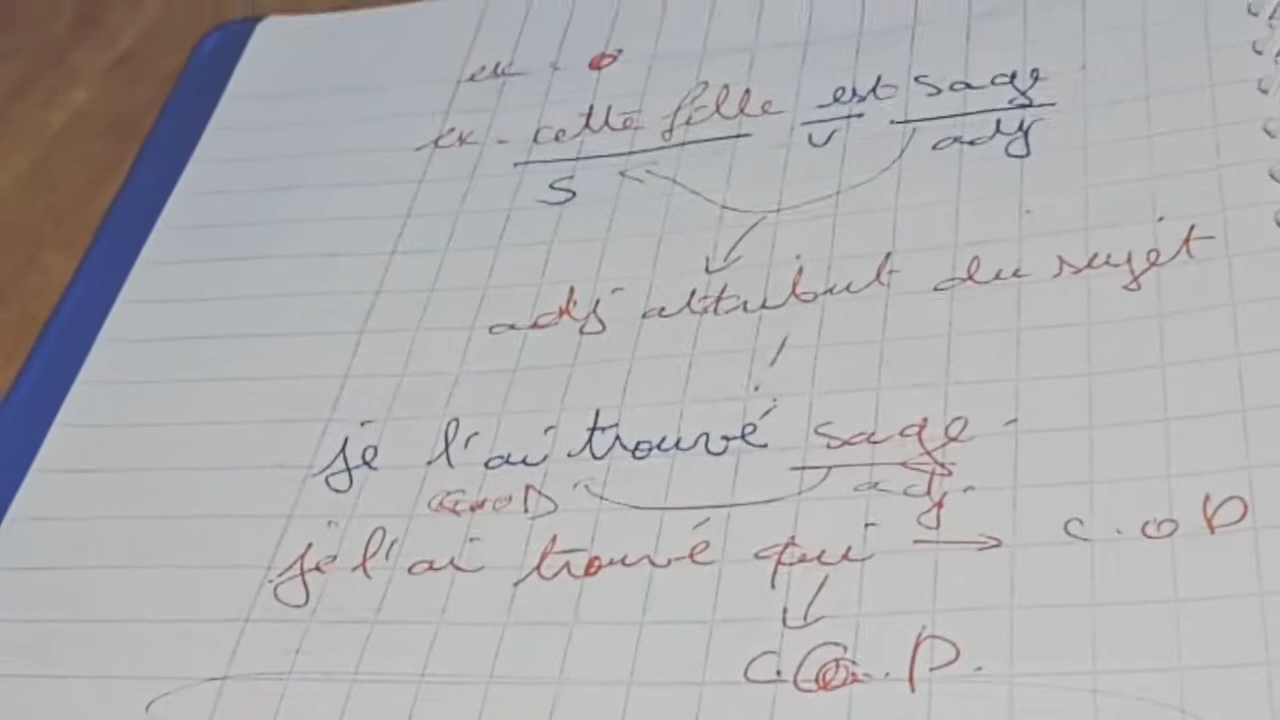 ex.
ex - cette fille est sage
S v adj
adj attribut du sujet
je l'ai trouvé sage.
C.O.D adj.
je l'ai trouvé qui → C.O.D
C.O.D.